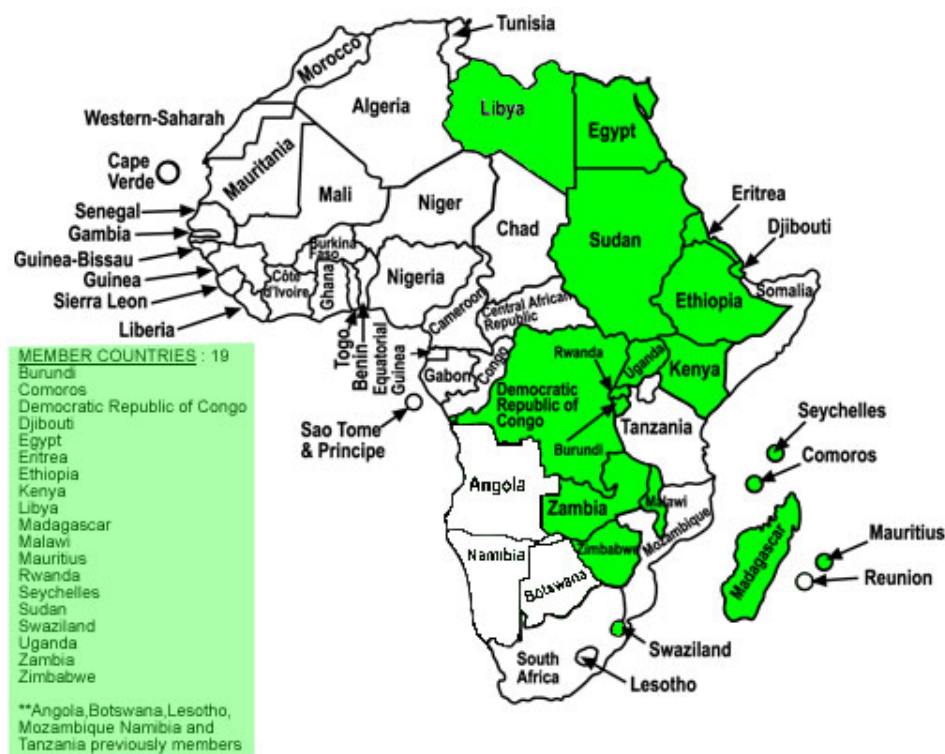 Tunisia
Morocco
Algeria
Libya
Egypt
Western-Saharah
Cape
Verde
Mauritania
Mali
Niger
Chad
Sudan
Eritrea
Djibouti
Senegal
Gambia
Guinea-Bissau
Guinea
Sierra Leon
Liberia
Burkina
Faso
Côte
d'Ivoire
Ghana
Togo
Benin
Nigeria
Cameroon
Central African
Republic
Ethiopia
Somalia
Equatorial
Guinea
Gabon
Congo
Rwanda
Uganda
Kenya
Democratic
Republic of
Congo
Burundi
Tanzania
Sao Tome
& Principe
Seychelles
Comoros
Angola
Zambia
Malawi
Mozambique
Zimbabwe
Madagascar
Mauritius
Reunion
Namibia
Botswana
Swaziland
South
Africa
Lesotho
MEMBER COUNTRIES : 19
Burundi
Comoros
Democratic Republic of Congo
Djibouti
Egypt
Eritrea
Ethiopia
Kenya
Libya
Madagascar
Malawi
Mauritius
Rwanda
Seychelles
Sudan
Swaziland
Uganda
Zambia
Zimbabwe
**Angola,Botswana,Lesotho,
Mozambique Namibia and
Tanzania previously members